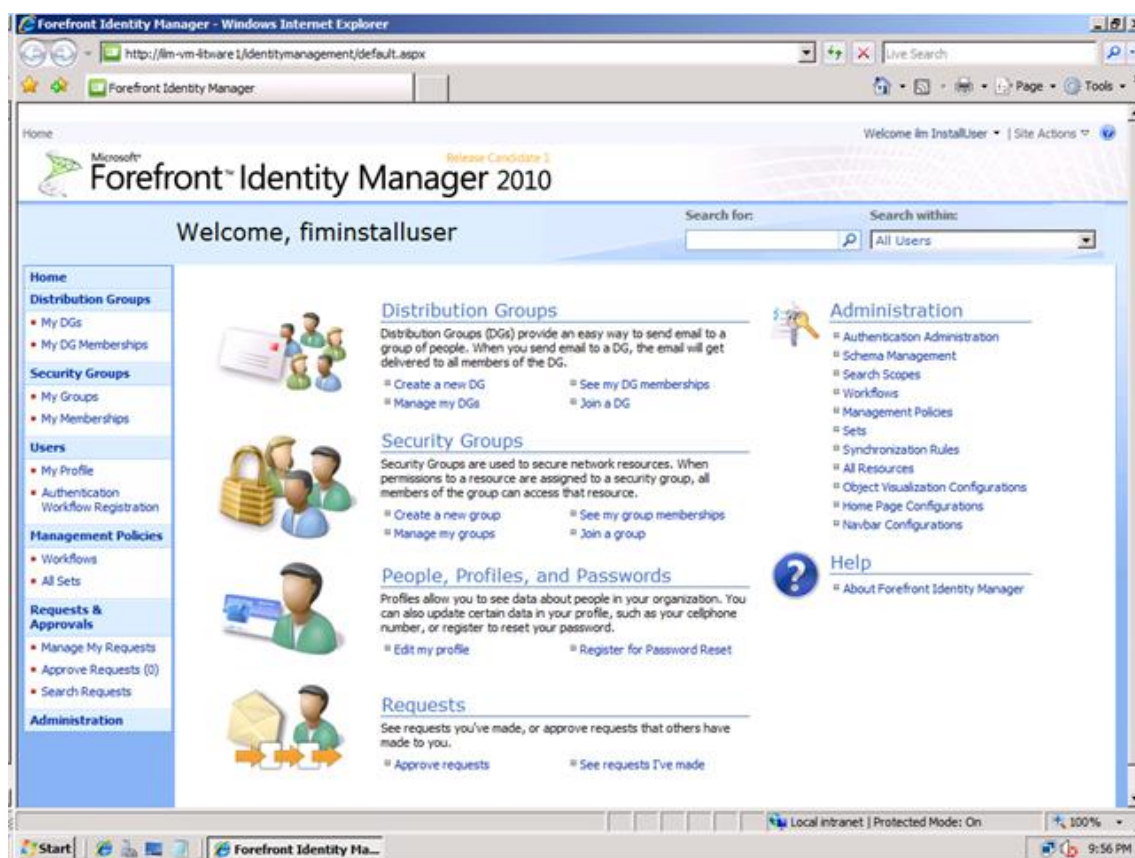 Forefront Identity Manager - Windows Internet Explorer
http://ilm-vm-litware1/identitymanagement/default.aspx
Live Search
Forefront Identity Manager
Page
Tools
Home
Welcome ilm InstallUser
Site Actions
Microsoft
Release Candidate 1
Forefront™ Identity Manager 2010
Welcome, fiminstalluser
Search for:
Search within:
All Users
Home
Distribution Groups
My DGs
My DG Memberships
Security Groups
My Groups
My Memberships
Users
My Profile
Authentication
Workflow Registration
Management Policies
Workflows
All Sets
Requests &
Approvals
Manage My Requests
Approve Requests (0)
Search Requests
Administration
Distribution Groups
Distribution Groups (DGs) provide an easy way to send email to a
group of people. When you send email to a DG, the email will get
delivered to all members of the DG.
Create a new DG
See my DG memberships
Manage my DGs
Join a DG
Security Groups
Security Groups are used to secure network resources. When
permissions to a resource are assigned to a security group, all
members of the group can access that resource.
Create a new group
See my group memberships
Manage my groups
Join a group
People, Profiles, and Passwords
Profiles allow you to see data about people in your organization. You
can also update certain data in your profile, such as your cellphone
number, or register to reset your password.
Edit my profile
Register for Password Reset
Requests
See requests you've made, or approve requests that others have
made to you.
Approve requests
See requests I've made
Administration
Authentication Administration
Schema Management
Search Scopes
Workflows
Management Policies
Sets
Synchronization Rules
All Resources
Object Visualization Configurations
Home Page Configurations
Navbar Configurations
Help
About Forefront Identity Manager
Local intranet | Protected Mode: On
100%
Start
Forefront Identity Ma...
9:56 PM